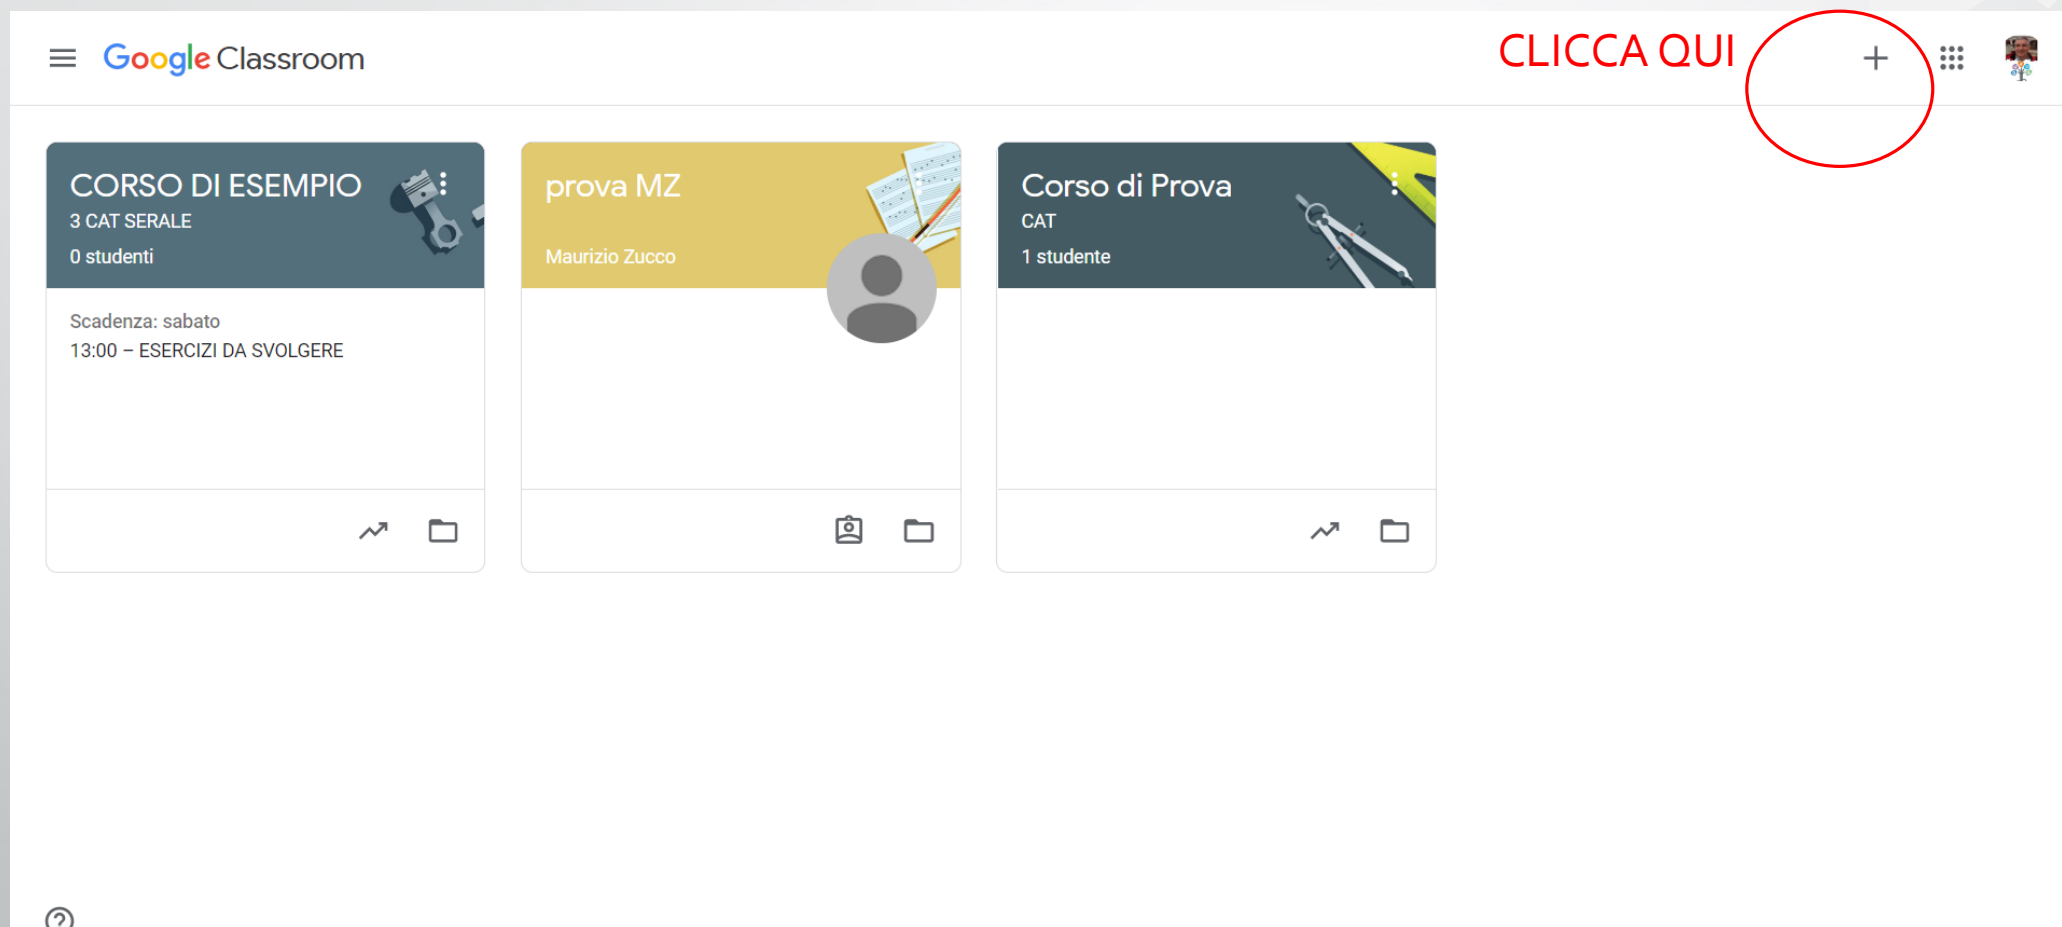 Google Classroom
CLICCA QUI
CORSO DI ESEMPIO
3 CAT SERALE
0 studenti
Scadenza: sabato
13:00 – ESERCIZI DA SVOLGERE
prova MZ
Maurizio Zucco
Corso di Prova
CAT
1 studente